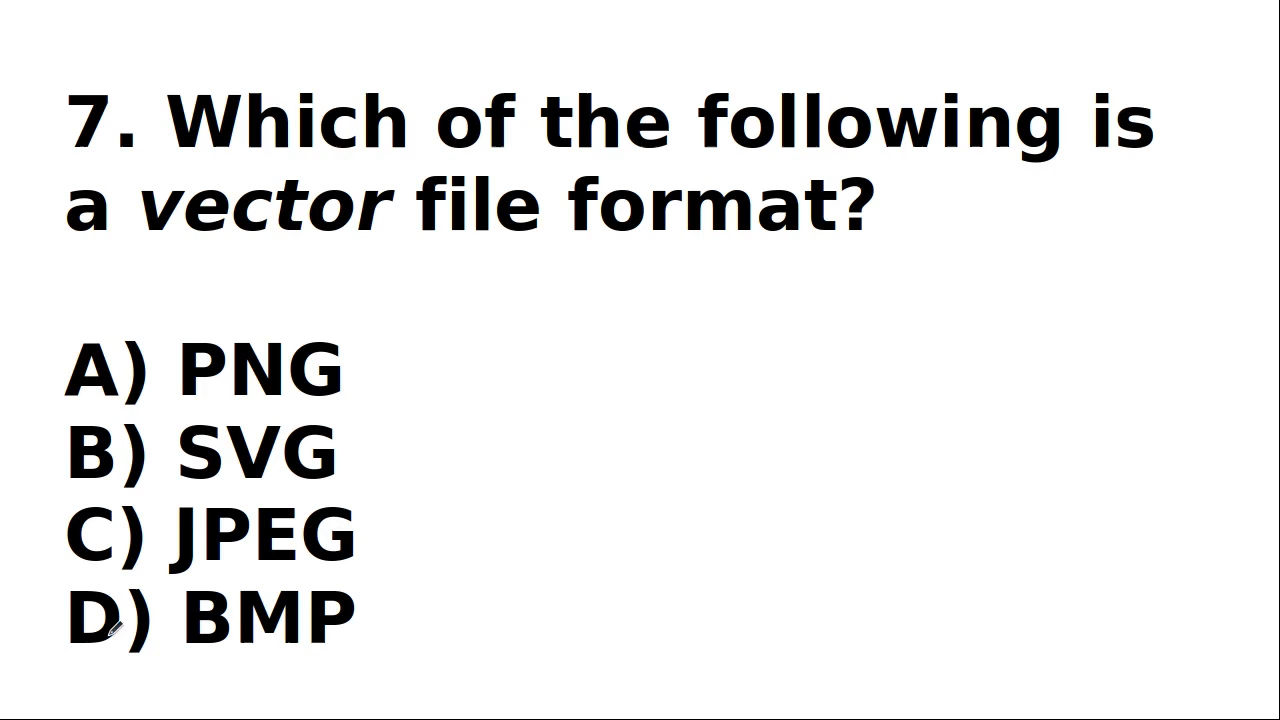 7. Which of the following is
a vector file format?
A) PNG
B) SVG
C) JPEG
D) BMP